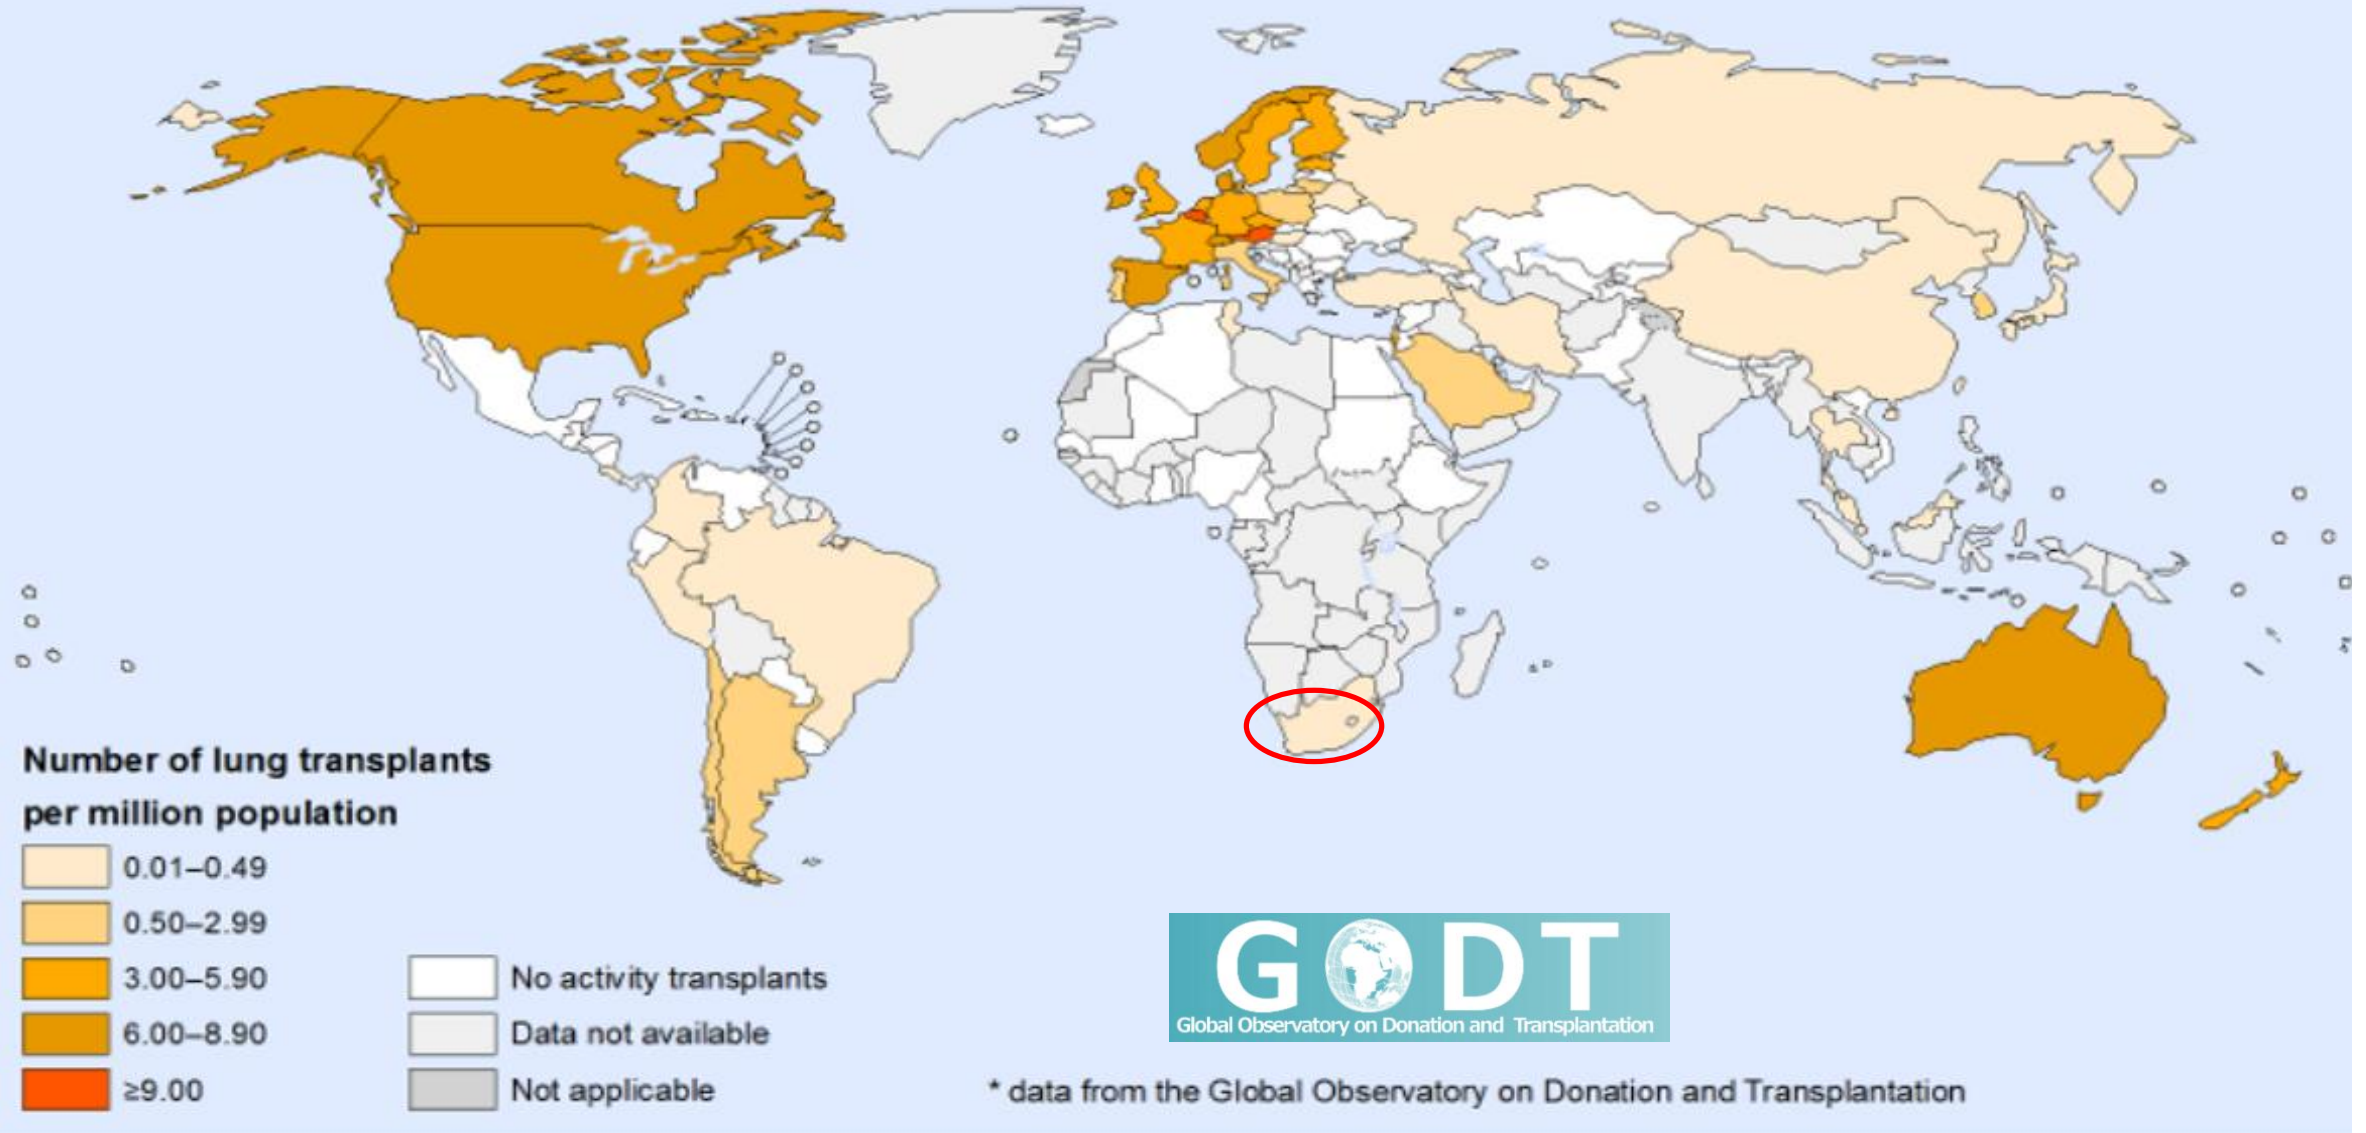 Number of lung transplants
per million population
0.01–0.49
0.50–2.99
3.00–5.90
6.00–8.90
≥9.00
No activity transplants
Data not available
Not applicable
GODT
Global Observatory on Donation and Transplantation
* data from the Global Observatory on Donation and Transplantation